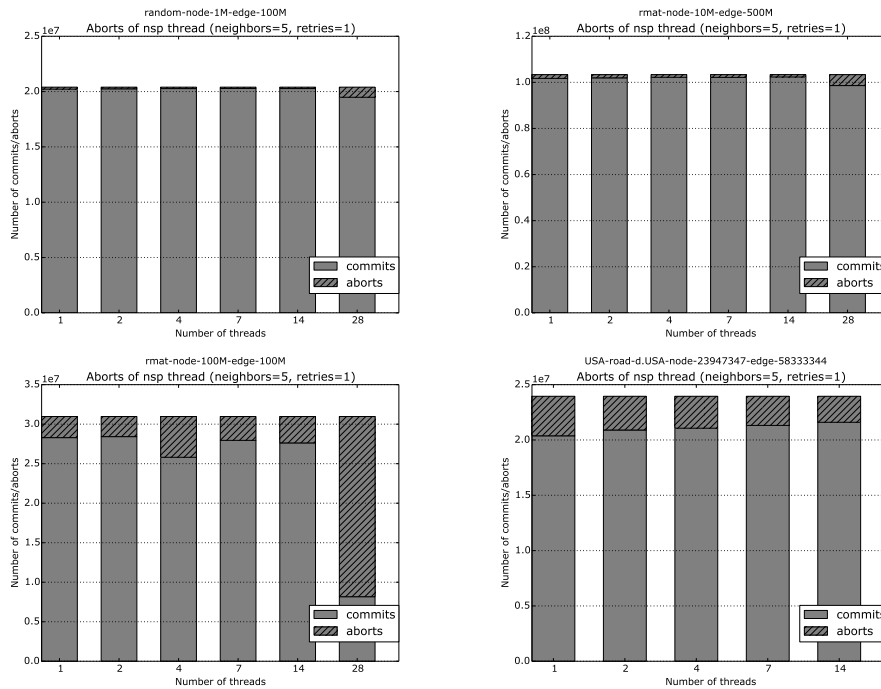 random-node-1M-edge-100M
Aborts of nsp thread (neighbors=5, retries=1)
1e7
2.5
2.0
1.5
1.0
0.5
0.0
Number of commits/aborts
commits
aborts
1 2 4 7 14 28
Number of threads
rmat-node-10M-edge-500M
Aborts of nsp thread (neighbors=5, retries=1)
1e8
1.2
1.0
0.8
0.6
0.4
0.2
0.0
Number of commits/aborts
commits
aborts
1 2 4 7 14 28
Number of threads
rmat-node-100M-edge-100M
Aborts of nsp thread (neighbors=5, retries=1)
1e7
3.5
3.0
2.5
2.0
1.5
1.0
0.5
0.0
Number of commits/aborts
commits
aborts
1 2 4 7 14 28
Number of threads
USA-road-d.USA-node-23947347-edge-58333344
Aborts of nsp thread (neighbors=5, retries=1)
1e7
2.5
2.0
1.5
1.0
0.5
0.0
Number of commits/aborts
commits
aborts
1 2 4 7 14
Number of threads